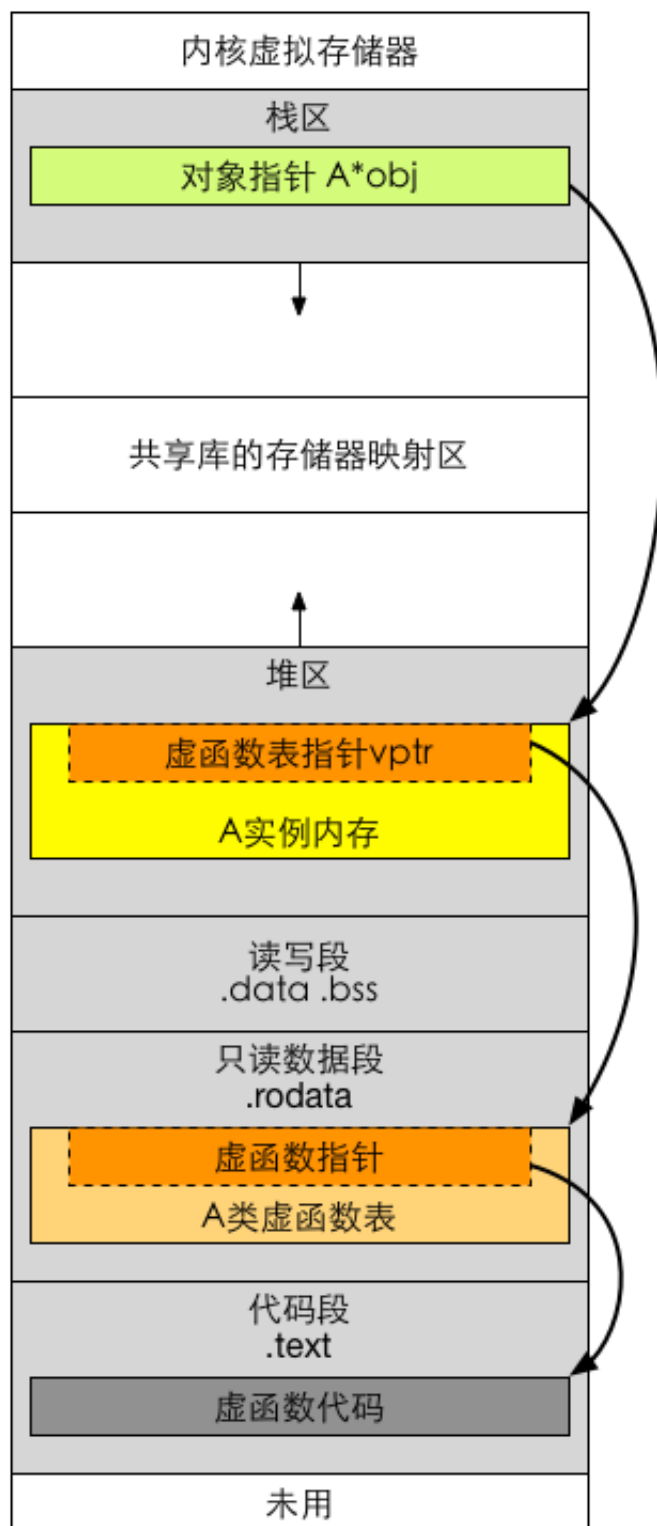 内核虚拟存储器
栈区
对象指针 A*obj
共享库的存储器映射区
堆区
虚函数表指针vptr
A实例内存
读写段
.data .bss
只读数据段
.rodata
虚函数指针
A类虚函数表
代码段
.text
虚函数代码
未用